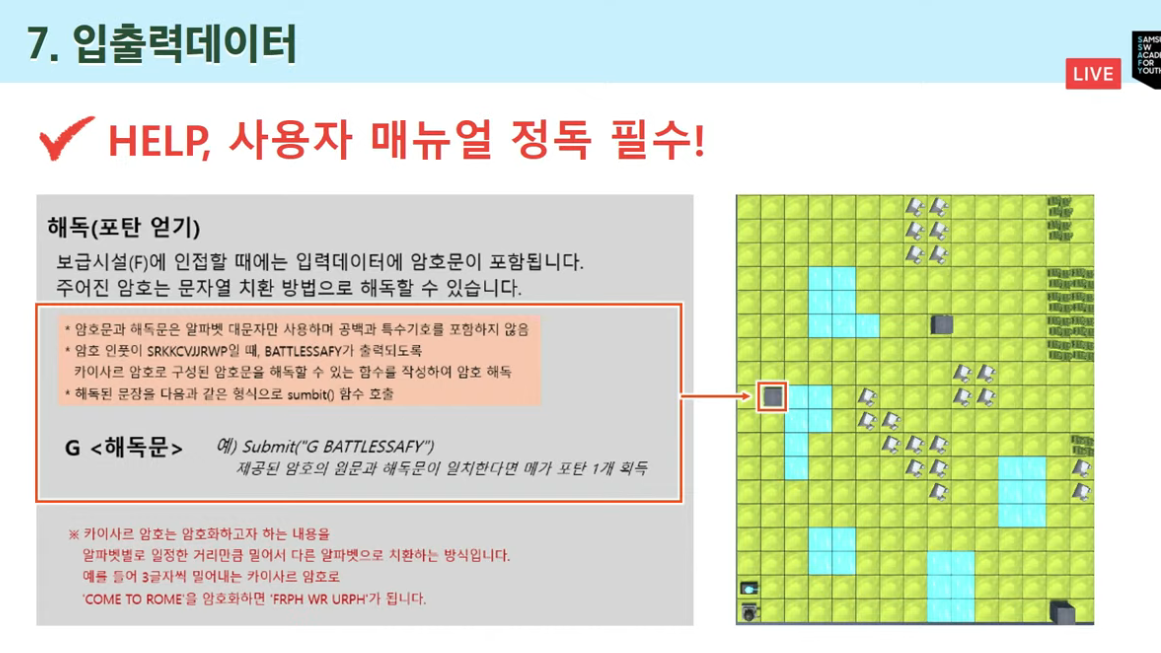 7. 입출력데이터
SAMSU
SW
ACADE
FOR
YOUTH
LIVE
HELP, 사용자 매뉴얼 정독 필수!
해독(포탄 얻기)
보급시설(F)에 인접할 때에는 입력데이터에 암호문이 포함됩니다.
주어진 암호는 문자열 치환 방법으로 해독할 수 있습니다.
* 암호문과 해독문은 알파벳 대문자만 사용하며 공백과 특수기호를 포함하지 않음
* 암호 인풋이 SRKKCVJJRWP일 때, BATTLESSAFY가 출력되도록
카이사르 암호로 구성된 암호문을 해독할 수 있는 함수를 작성하여 암호 해독
* 해독된 문장을 다음과 같은 형식으로 sumbit() 함수 호출
G <해독문> 예) Submit("G BATTLESSAFY")
제공된 암호의 원문과 해독문이 일치한다면 메가 포탄 1개 획득
※ 카이사르 암호는 암호화하고자 하는 내용을
알파벳별로 일정한 거리만큼 밀어서 다른 알파벳으로 치환하는 방식입니다.
예를 들어 3글자씩 밀어내는 카이사르 암호로
'COME TO ROME'을 암호화하면 'FRPH WR URPH'가 됩니다.